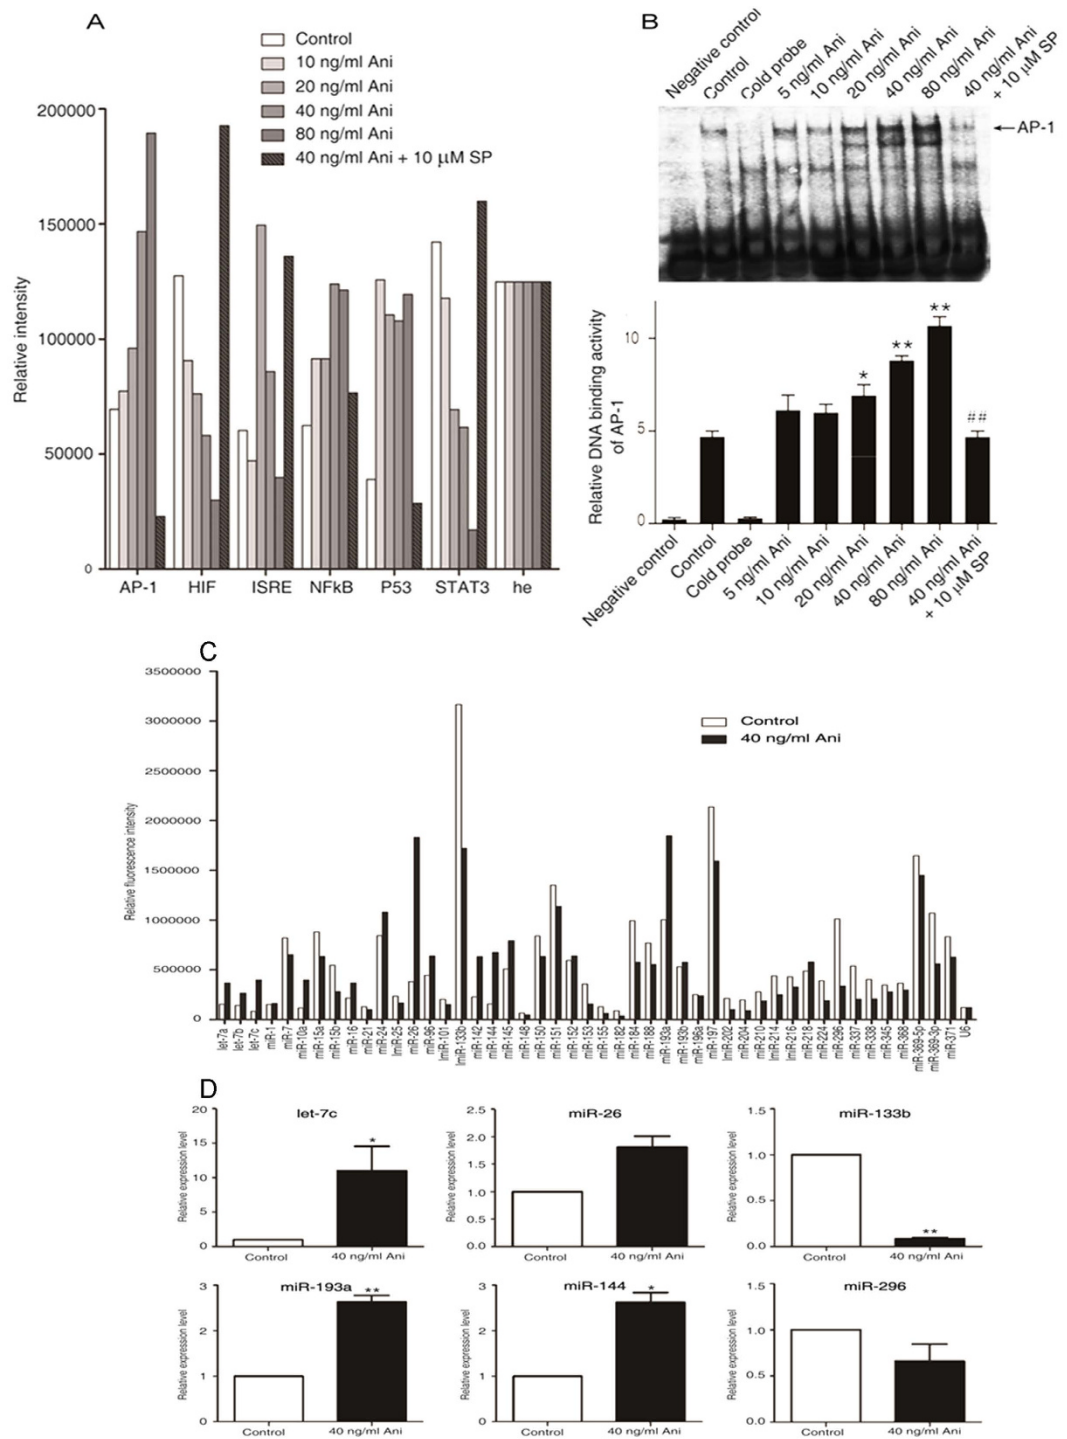 A
Control
10 ng/ml Ani
20 ng/ml Ani
40 ng/ml Ani
80 ng/ml Ani
40 ng/ml Ani + 10 μM SP
Relative intensity
200000
150000
100000
50000
0
AP-1 HIF ISRE NFkB P53 STAT3 he
B
Negative control
Control
Cold probe
5 ng/ml Ani
10 ng/ml Ani
20 ng/ml Ani
40 ng/ml Ani
80 ng/ml Ani
40 ng/ml Ani
+ 10 μM SP
AP-1
Relative DNA binding activity
of AP-1
10
5
0
*
**
**
##
Negative control
Control
Cold probe
5 ng/ml Ani
10 ng/ml Ani
20 ng/ml Ani
40 ng/ml Ani
80 ng/ml Ani
40 ng/ml Ani
+ 10 μM SP
C
Control
40 ng/ml Ani
Relative fluorescence intensity
3500000
3000000
2500000
2000000
1500000
1000000
500000
0
let-7a
let-7b
let-7c
miR-1
miR-7
miR-10a
miR-15a
miR-15b
miR-16
miR-21
miR-24
lmiR-25
miR-26
miR-96
lmiR-101
lmiR-133b
miR-142
miR-144
miR-145
miR-148
miR-150
miR-151
miR-152
miR-153
miR-155
miR-182
miR-184
miR-188
miR-193a
miR-193b
miR-196a
miR-197
lmiR-202
miR-204
miR-210
lmiR-214
lmiR-216
miR-218
miR-224
miR-296
miR-337
miR-338
miR-345
miR-368
miR-369-5p
miR-369-3p
miR-371
U6
D
let-7c
Relative expression level
20
15
10
5
0
*
Control 40 ng/ml Ani
miR-26
Relative expression level
2.5
2.0
1.5
1.0
0.5
0.0
Control 40 ng/ml Ani
miR-133b
Relative expression level
1.5
1.0
0.5
0.0
**
Control 40 ng/ml Ani
miR-193a
Relative expression level
3
2
1
0
**
Control 40 ng/ml Ani
miR-144
Relative expression level
3
2
1
0
*
Control 40 ng/ml Ani
miR-296
Relative expression level
1.5
1.0
0.5
0.0
Control 40 ng/ml Ani